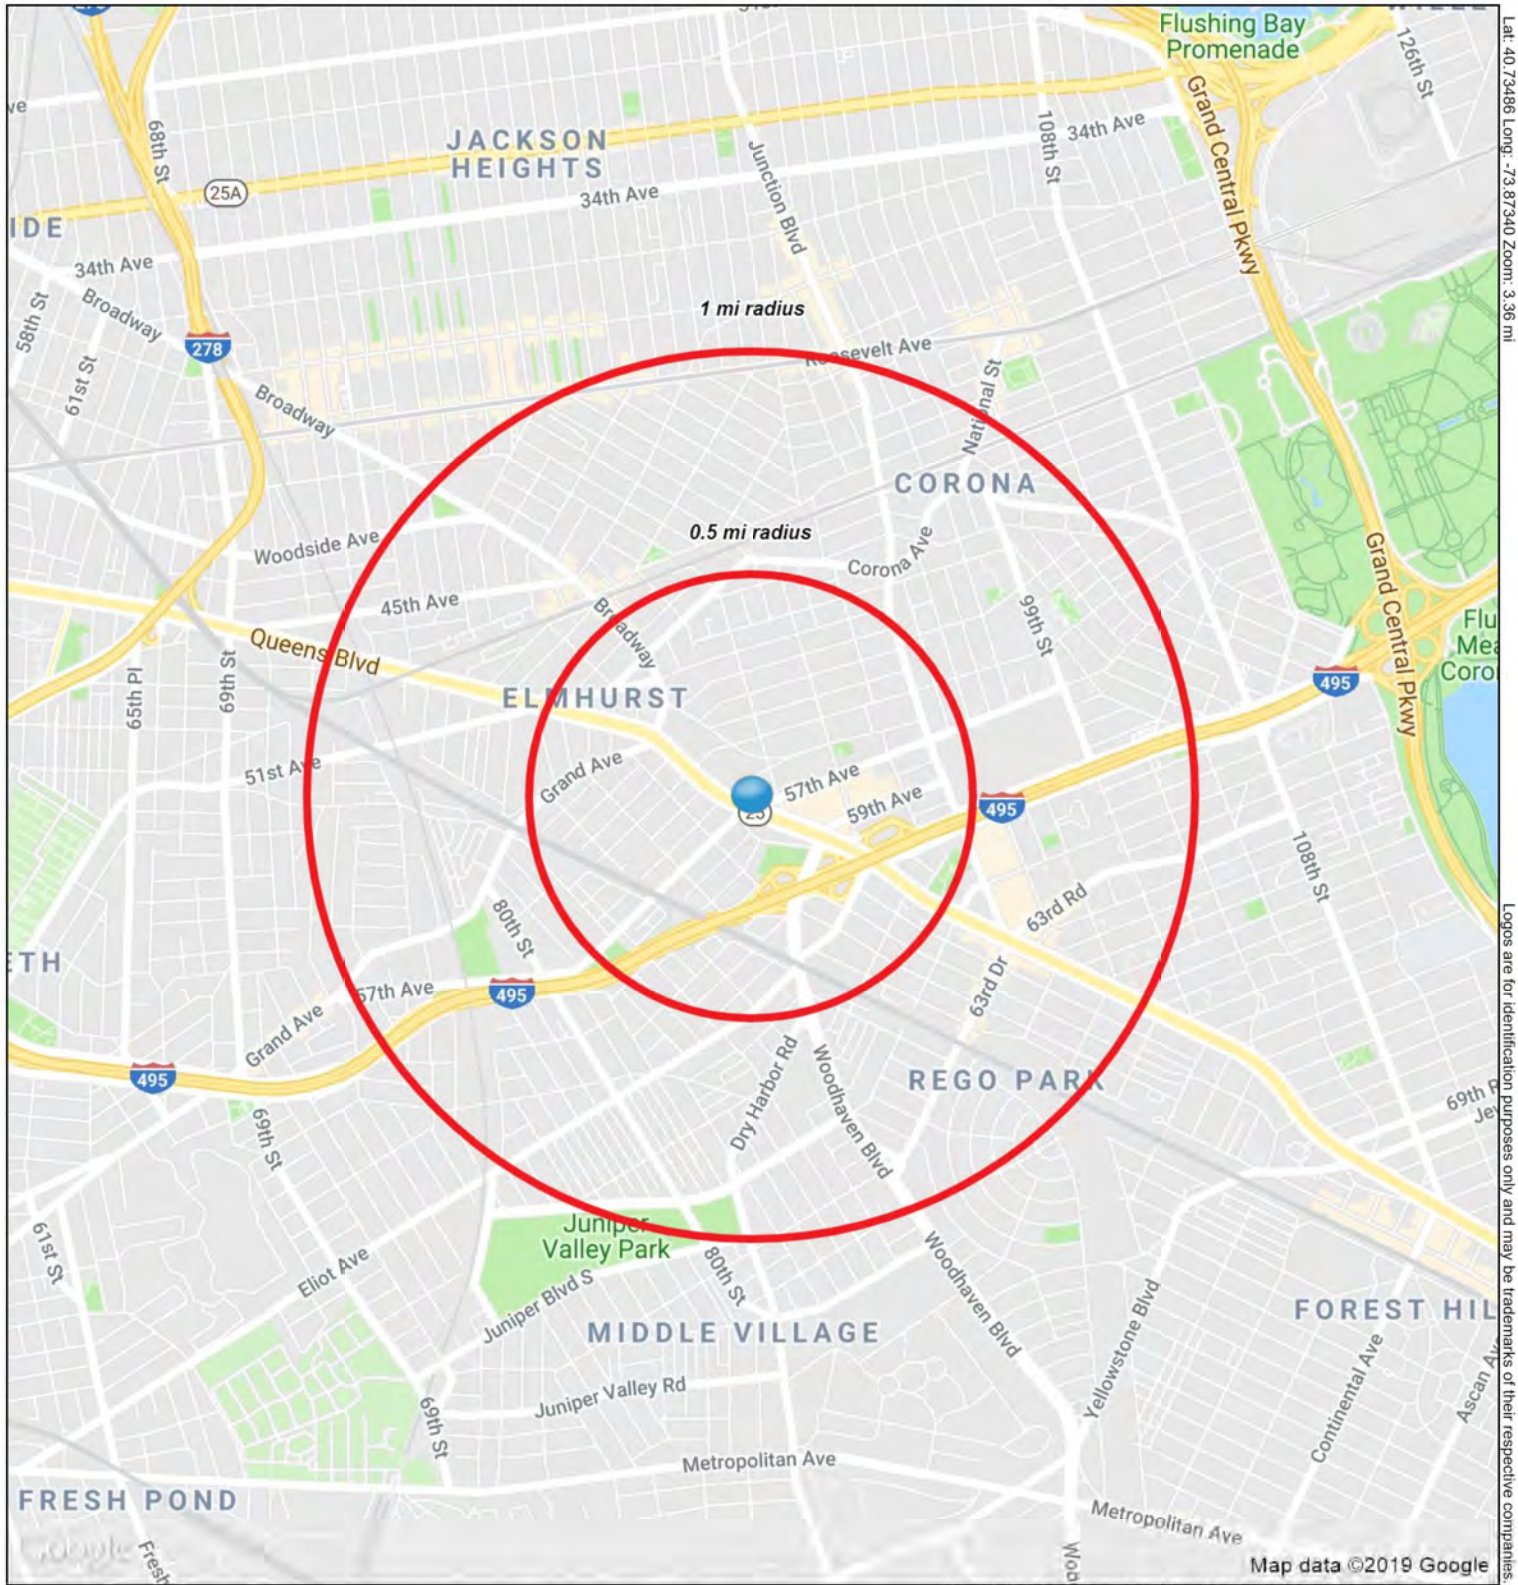 Flushing Bay
Promenade
126th St
Grand Central Pkwy
68th St
JACKSON
HEIGHTS
Junction Blvd
108th St
34th Ave
25A
34th Ave
IDE
34th Ave
Broadway
58th St
61st St
278
1 mi radius
Roosevelt Ave
National St
Broadway
CORONA
0.5 mi radius
Woodside Ave
Corona Ave
45th Ave
Broadway
99th St
Grand Central Pkwy
Queens Blvd
65th Pl
69th St
ELMHURST
495
51st Ave
Grand Ave
57th Ave
59th Ave
25
495
108th St
80th St
63rd Rd
ETH
57th Ave
495
63rd Dr
Grand Ave
495
Dry Harbor Rd
Woodhaven Blvd
REGO PARK
69th St
Juniper
Valley Park
61st St
Eliot Ave
80th St
Juniper Blvd S
Woodhaven Blvd
Yellowstone Blvd
MIDDLE VILLAGE
FOREST HIL
Continental Ave
Juniper Valley Rd
69th St
Metropolitan Ave
FRESH POND
Metropolitan Ave
Google
Fresh
Map data ©2019 Google
Lat: 40.73486 Long: -73.87340 Zoom: 3.36 mi
Logos are for identification purposes only and may be trademarks of their respective companies.